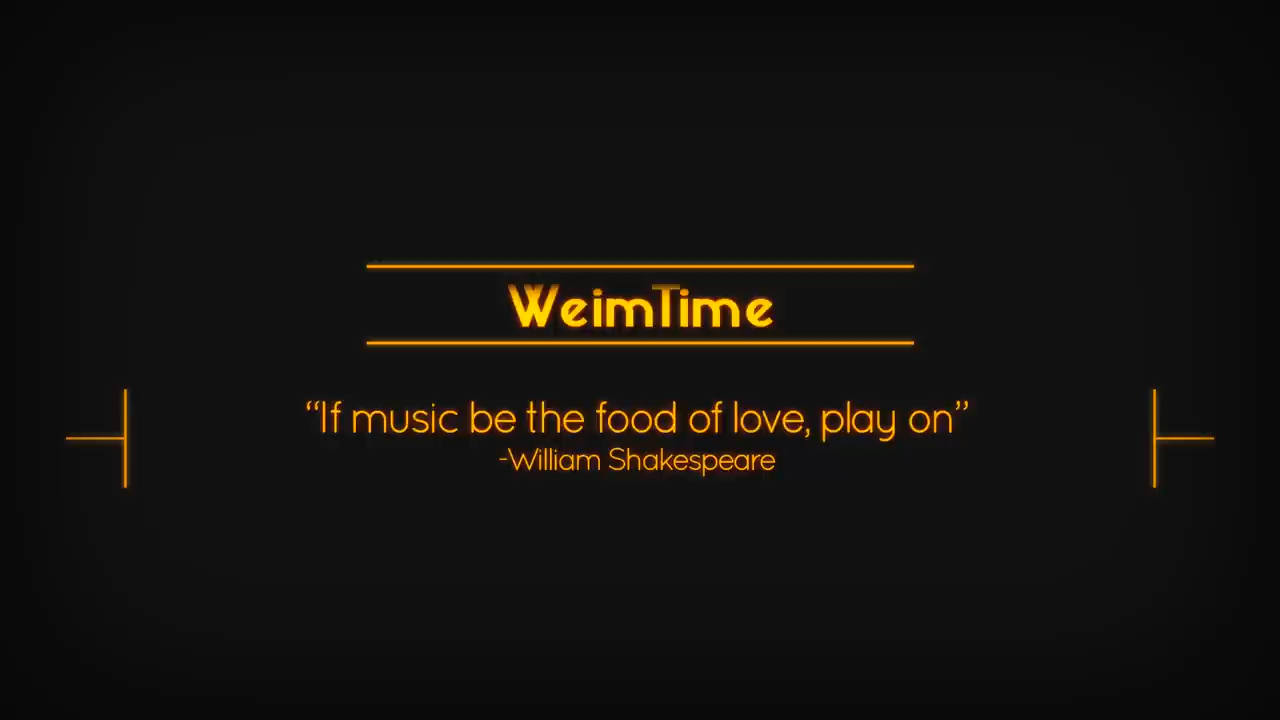 WeimTime
“If music be the food of love, play on”
-William Shakespeare